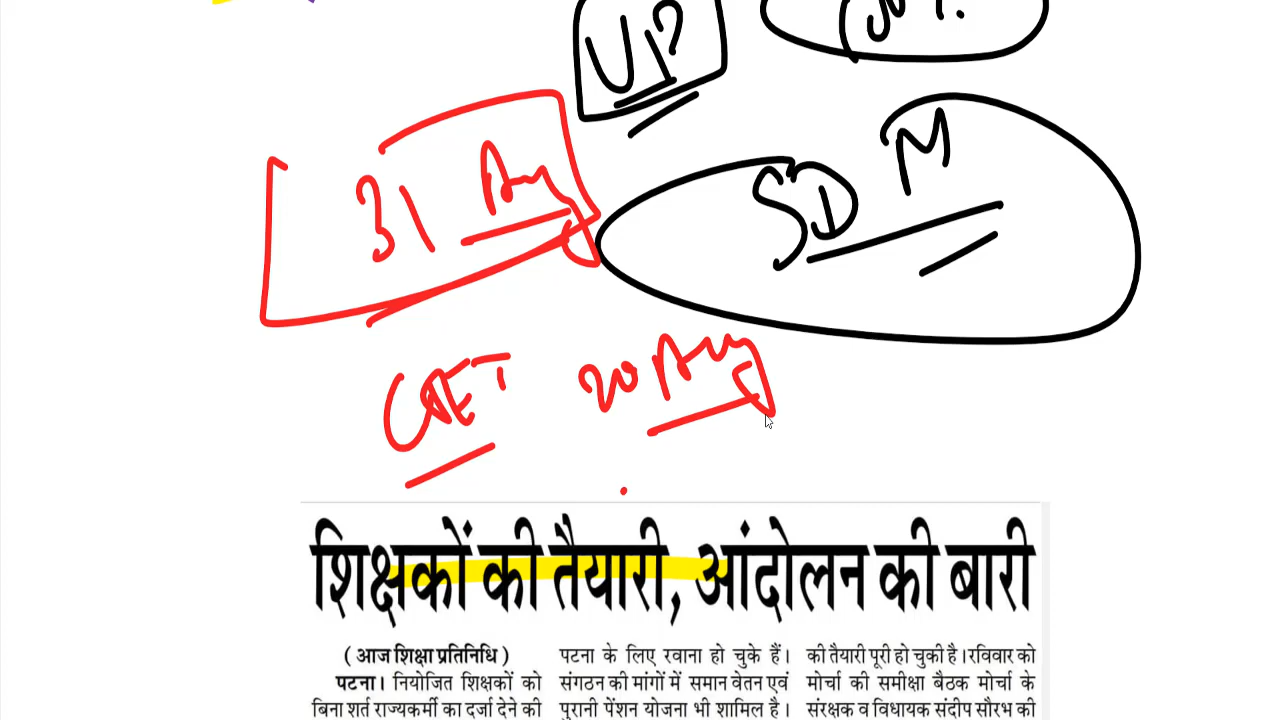 UP?
SDM
31 Aug
CTET 20 Aug
शिक्षकों की तैयारी, आंदोलन की बारी
( आज शिक्षा प्रतिनिधि )
पटना। नियोजित शिक्षकों को
बिना शर्त राज्यकर्मी का दर्जा देने की
पटना के लिए रवाना हो चुके हैं।
संगठन की मांगों में समान वेतन एवं
पुरानी पेंशन योजना भी शामिल है।
की तैयारी पूरी हो चुकी है। रविवार को
मोर्चा की समीक्षा बैठक मोर्चा के
संरक्षक व विधायक संदीप सौरभ की